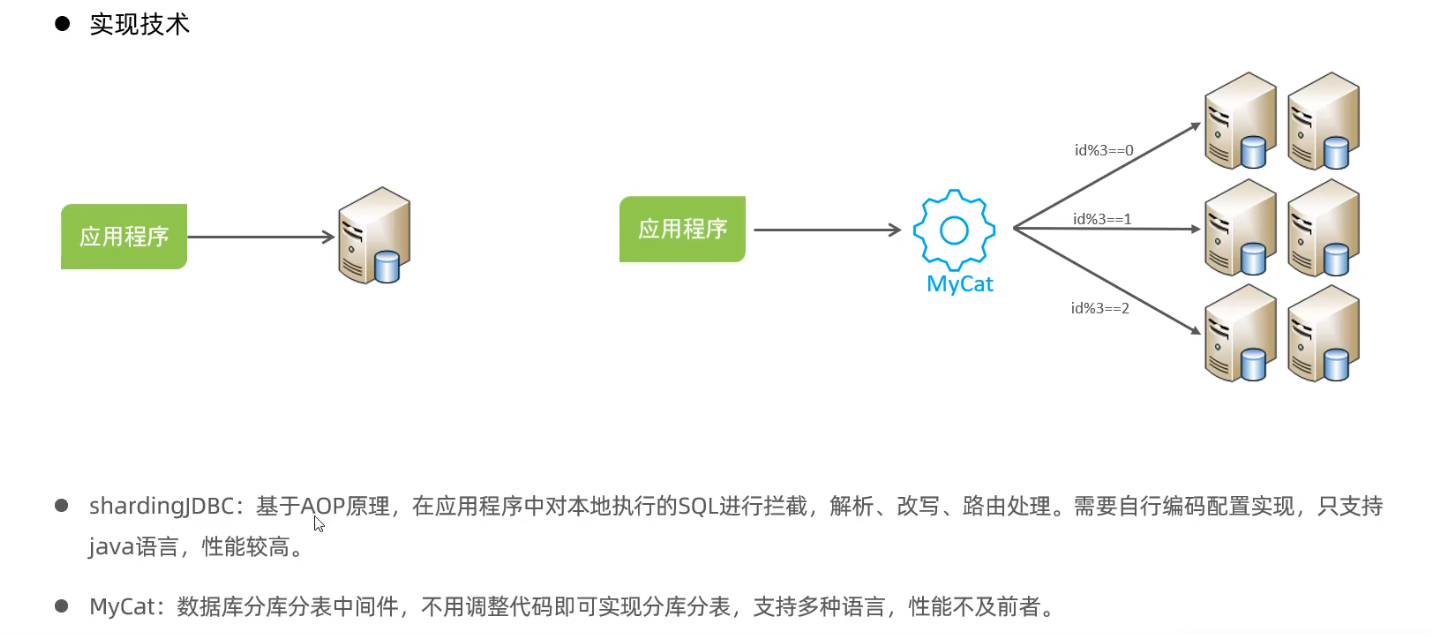 实现技术
id%3==0
应用程序
应用程序
id%3==1
MyCat
id%3==2
shardingJDBC：基于AOP原理，在应用程序中对本地执行的SQL进行拦截，解析、改写、路由处理。需要自行编码配置实现，只支持
java语言，性能较高。
MyCat：数据库分库分表中间件，不用调整代码即可实现分库分表，支持多种语言，性能不及前者。